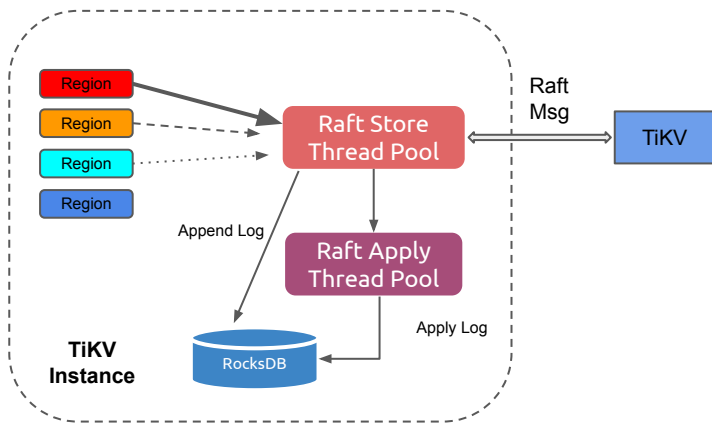 Region
Region
Region
Region
Raft Store
Thread Pool
Raft
Msg
TiKV
Append Log
Raft Apply
Thread Pool
Apply Log
RocksDB
TiKV
Instance